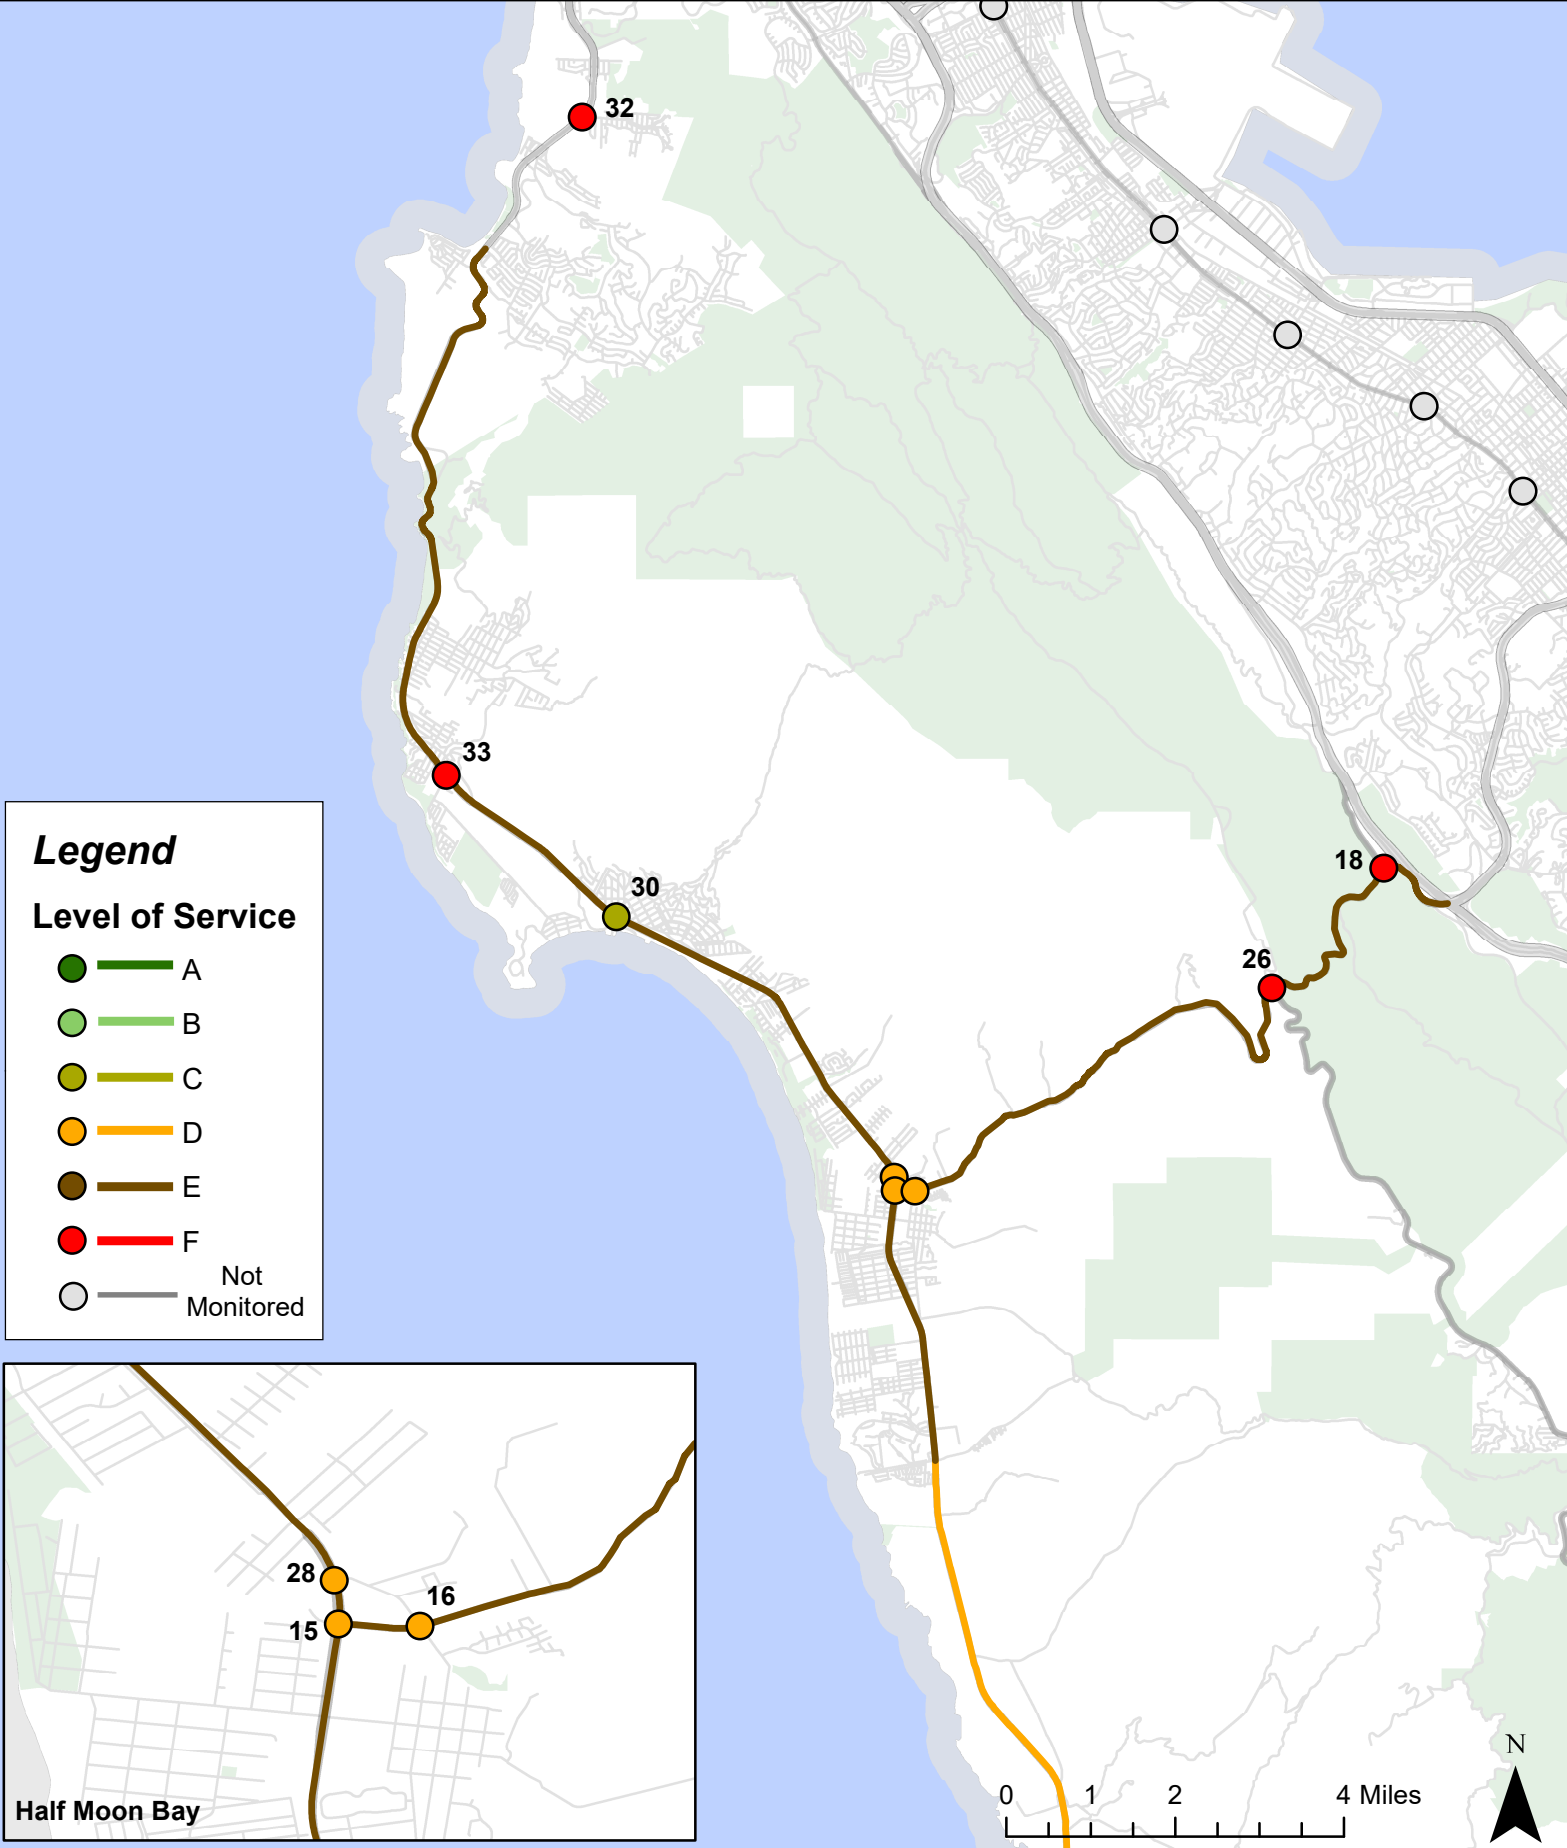 32
33
30
18
26
Legend
Level of Service
A
B
C
D
E
F
Not
Monitored
28
16
15
Half Moon Bay
N
0 1 2 4 Miles